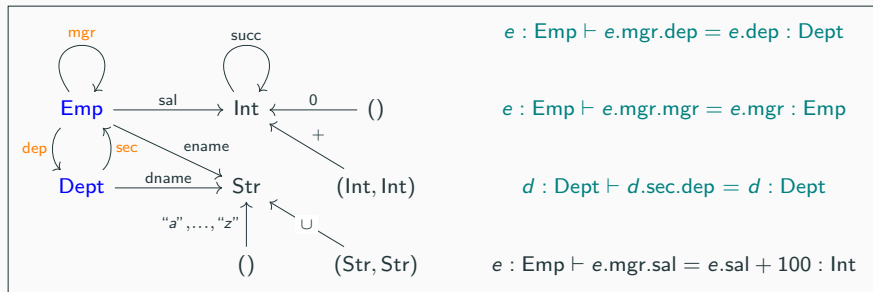 mgr
succ
e : Emp ⊢ e.mgr.dep = e.dep : Dept
Emp
sal
Int
0
()
e : Emp ⊢ e.mgr.mgr = e.mgr : Emp
+
dep
sec
ename
Dept
dname
Str
(Int, Int)
d : Dept ⊢ d.sec.dep = d : Dept
“a”,…,“z”
∪
()
(Str, Str)
e : Emp ⊢ e.mgr.sal = e.sal + 100 : Int